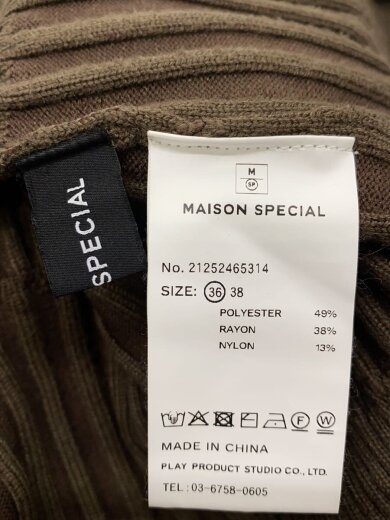 SPECIAL
M
SP
MAISON SPECIAL
No. 21252465314
SIZE: 36 38
POLYESTER 49%
RAYON 38%
NYLON 13%
F W
MADE IN CHINA
PLAY PRODUCT STUDIO CO., LTD.
TEL : 03-6758-0605